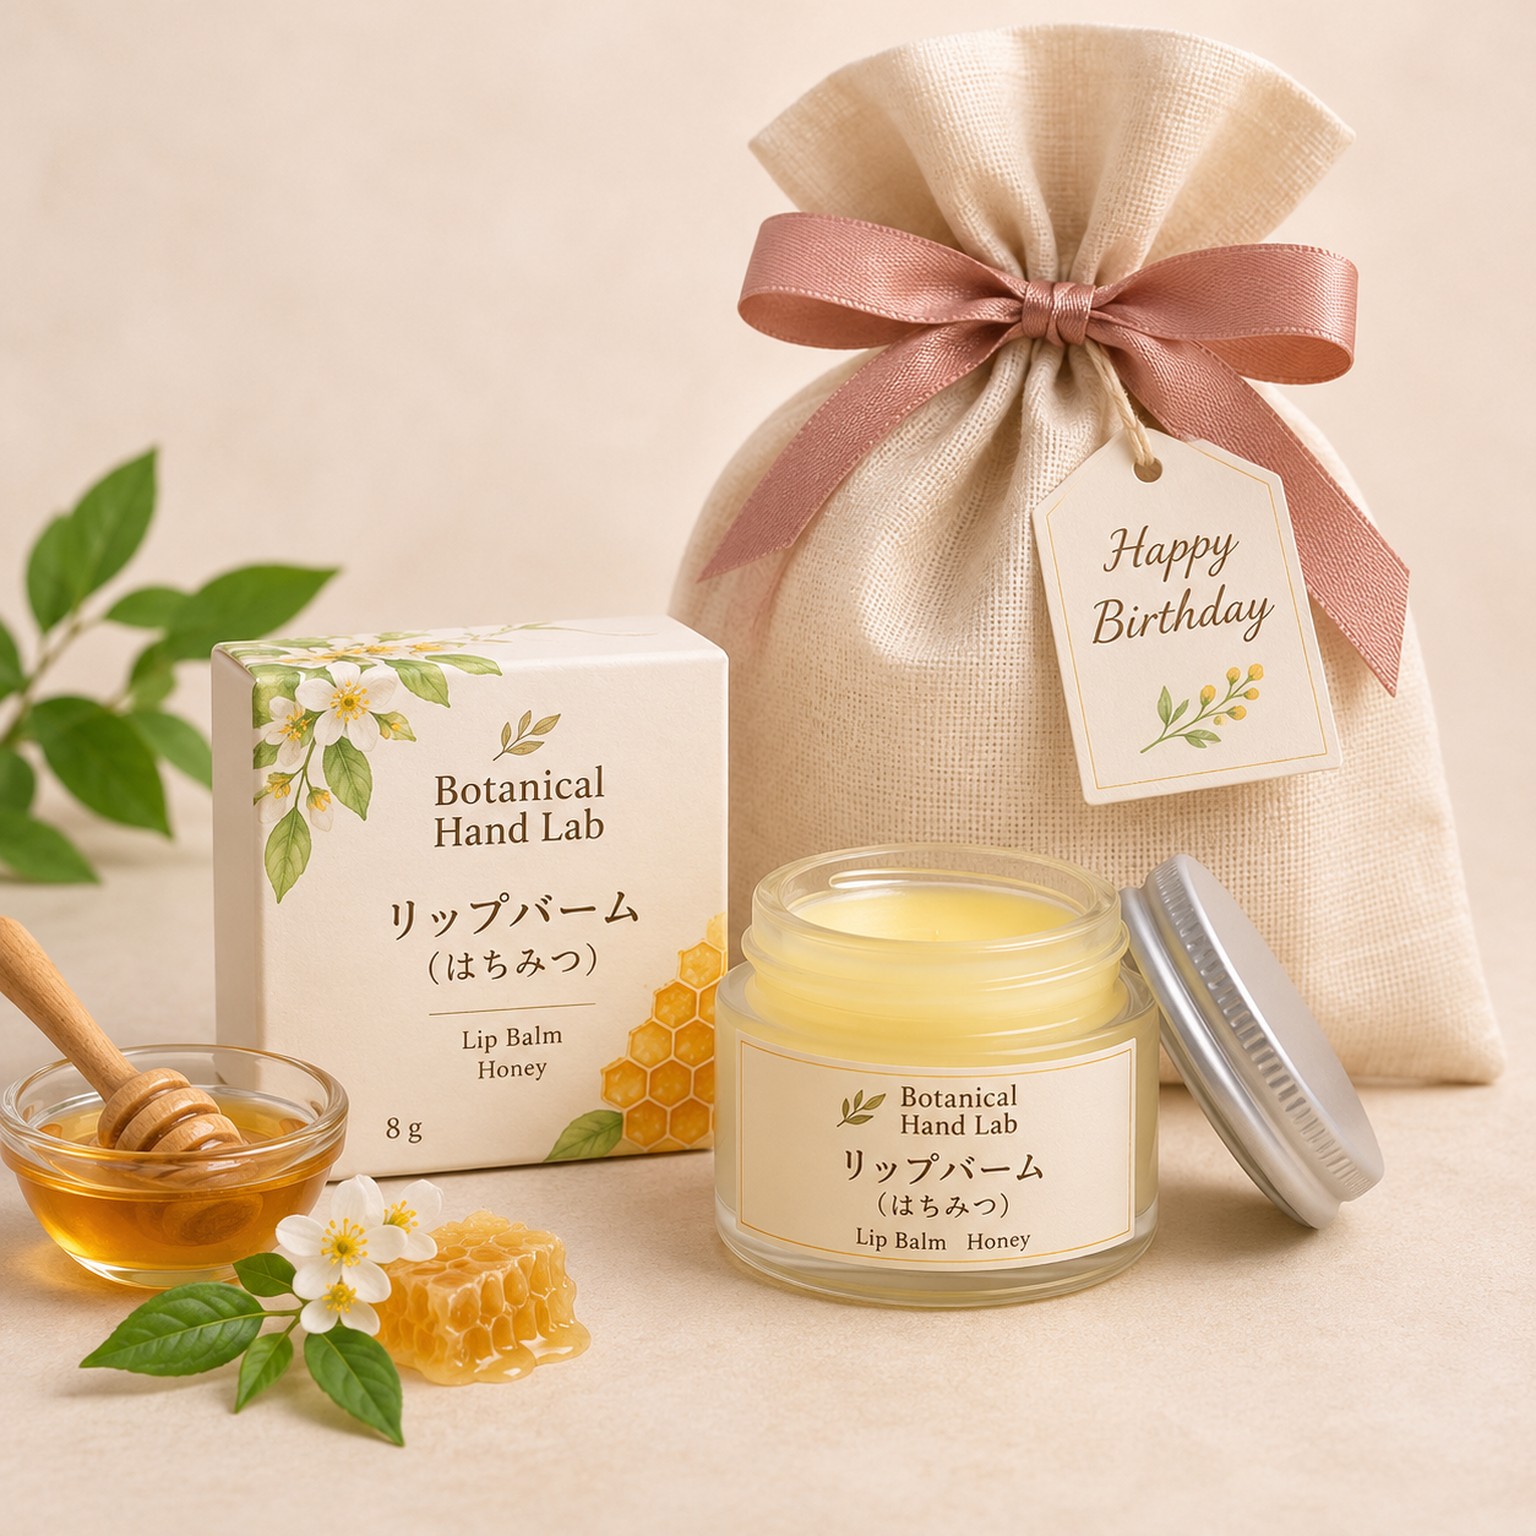 Happy
Birthday
Botanical
Hand Lab
リップバーム
（はちみつ）
Lip Balm
Honey
8 g
Botanical
Hand Lab
リップバーム
（はちみつ）
Lip Balm Honey